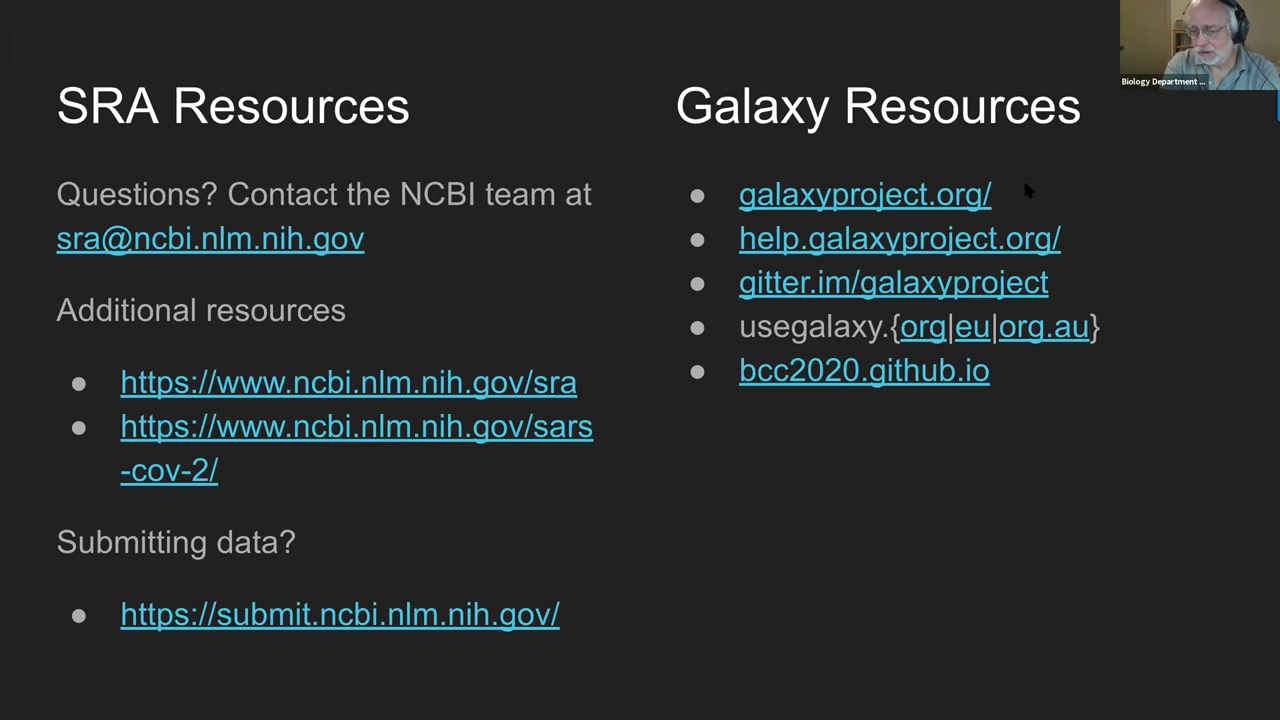 SRA Resources
Questions? Contact the NCBI team at
sra@ncbi.nlm.nih.gov
Additional resources
● https://www.ncbi.nlm.nih.gov/sra
● https://www.ncbi.nlm.nih.gov/sars
-cov-2/
Submitting data?
● https://submit.ncbi.nlm.nih.gov/
Galaxy Resources
● galaxyproject.org/
● help.galaxyproject.org/
● gitter.im/galaxyproject
● usegalaxy.{org|eu|org.au}
● bcc2020.github.io
Biology Department ...